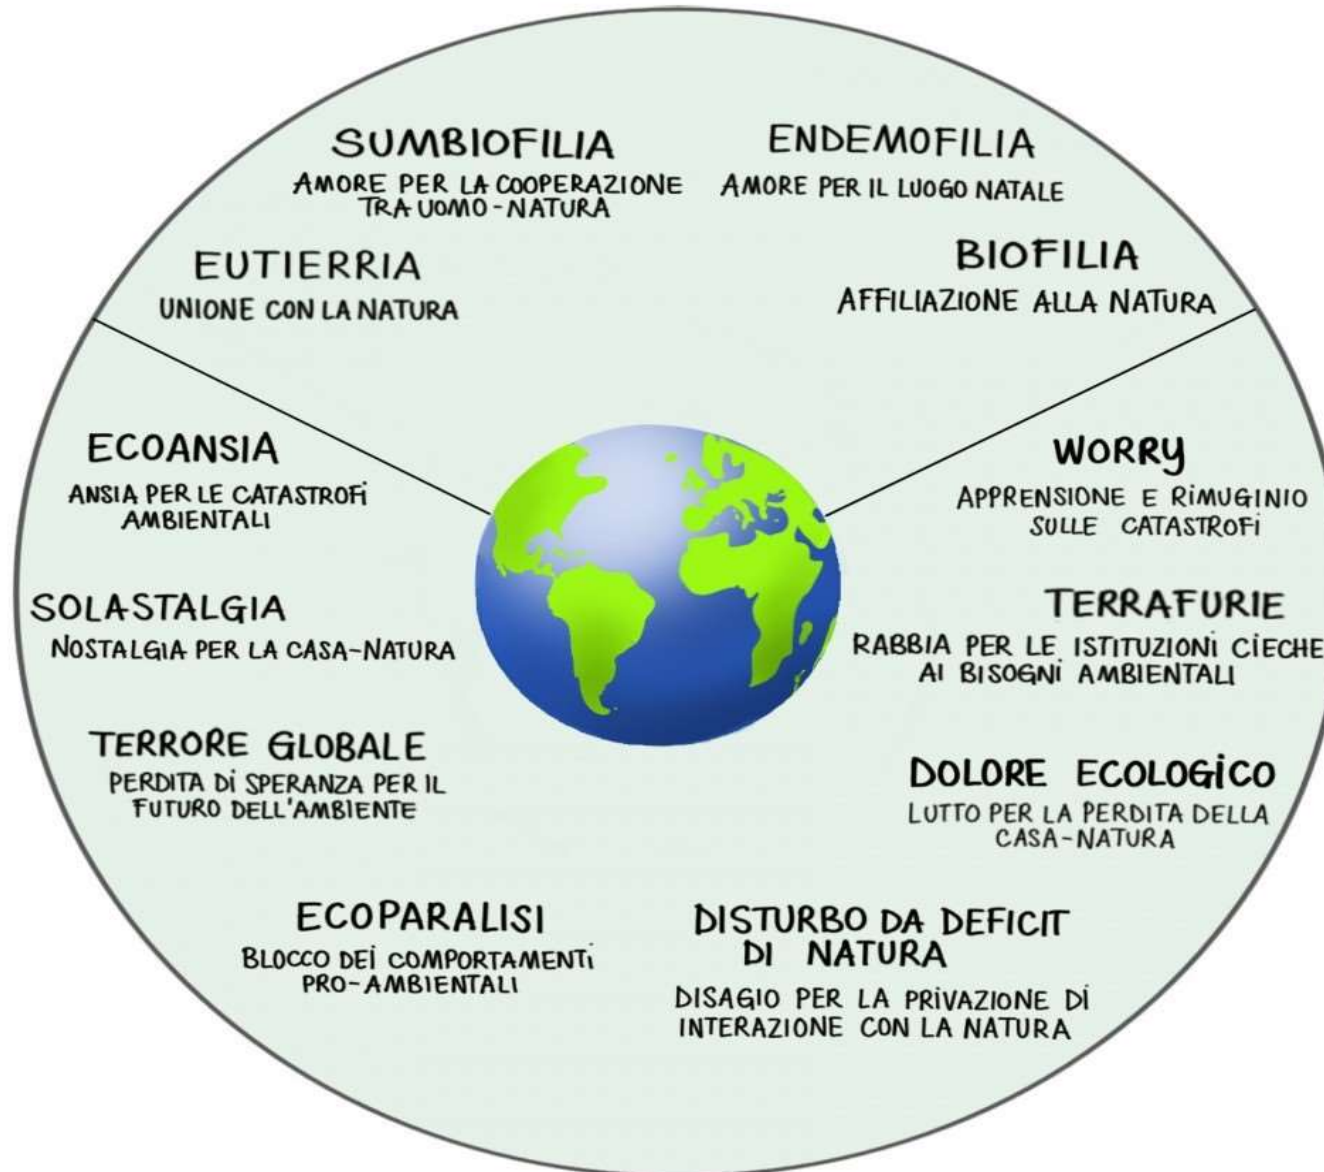 SUMBIOFILIA
AMORE PER LA COOPERAZIONE
TRA UOMO-NATURA
ENDEMOFILIA
AMORE PER IL LUOGO NATALE
EUTIERRIA
UNIONE CON LA NATURA
BIOFILIA
AFFILIAZIONE ALLA NATURA
ECOANSIA
ANSIA PER LE CATASTROFI
AMBIENTALI
WORRY
APPRENSIONE E RIMUGINIO
SULLE CATASTROFI
SOLASTALGIA
NOSTALGIA PER LA CASA-NATURA
TERRAFURIE
RABBIA PER LE ISTITUZIONI CIECHE
AI BISOGNI AMBIENTALI
TERRORE GLOBALE
PERDITA DI SPERANZA PER IL
FUTURO DELL'AMBIENTE
DOLORE ECOLOGICO
LUTTO PER LA PERDITA DELLA
CASA-NATURA
ECOPARALISI
BLOCCO DEI COMPORTAMENTI
PRO-AMBIENTALI
DISTURBO DA DEFICIT
DI NATURA
DISAGIO PER LA PRIVAZIONE DI
INTERAZIONE CON LA NATURA